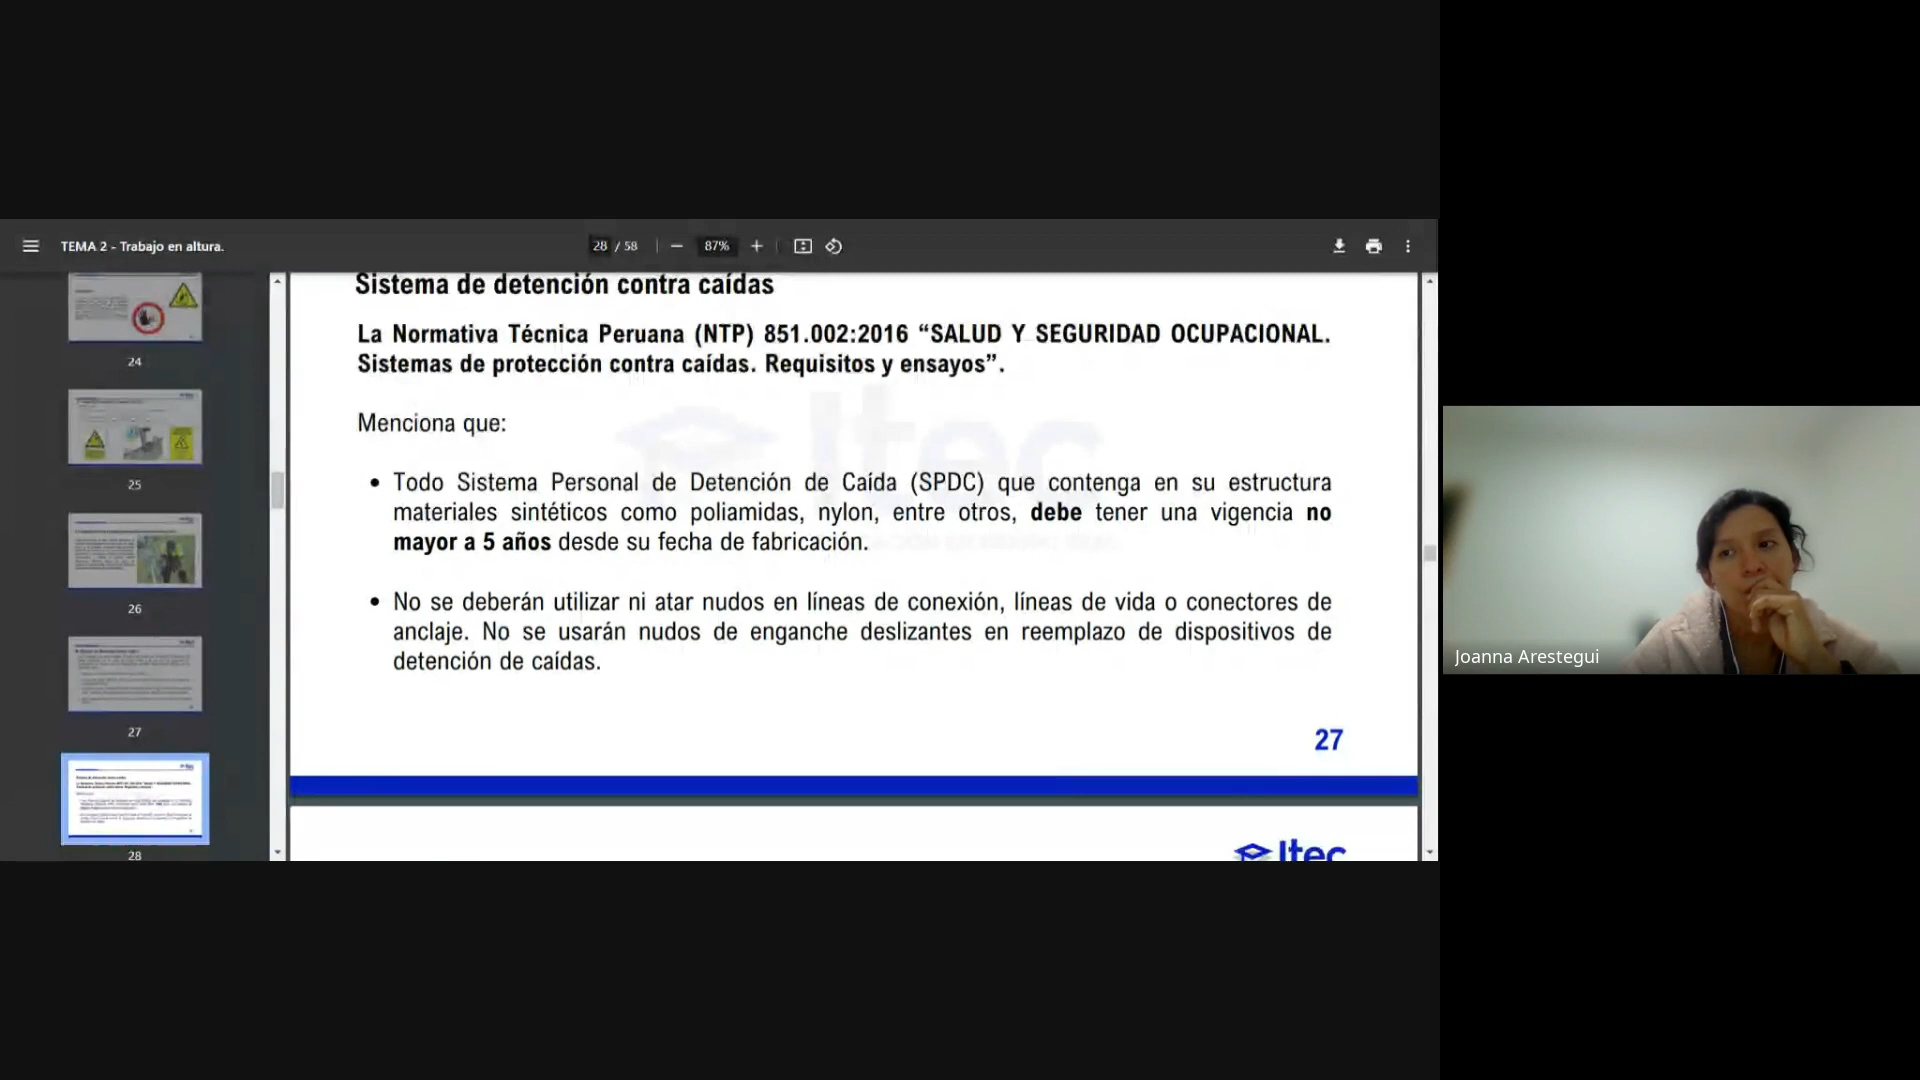 TEMA 2 - Trabajo en altura.
28 / 58
87%
24
25
26
27
28
Sistema de detención contra caídas
La Normativa Técnica Peruana (NTP) 851.002:2016 “SALUD Y SEGURIDAD OCUPACIONAL.
Sistemas de protección contra caídas. Requisitos y ensayos”.
Menciona que:
• Todo Sistema Personal de Detención de Caída (SPDC) que contenga en su estructura
materiales sintéticos como poliamidas, nylon, entre otros, debe tener una vigencia no
mayor a 5 años desde su fecha de fabricación.
• No se deberán utilizar ni atar nudos en líneas de conexión, líneas de vida o conectores de
anclaje. No se usarán nudos de enganche deslizantes en reemplazo de dispositivos de
detención de caídas.
27
Itec
Itec
Joanna Arestegui